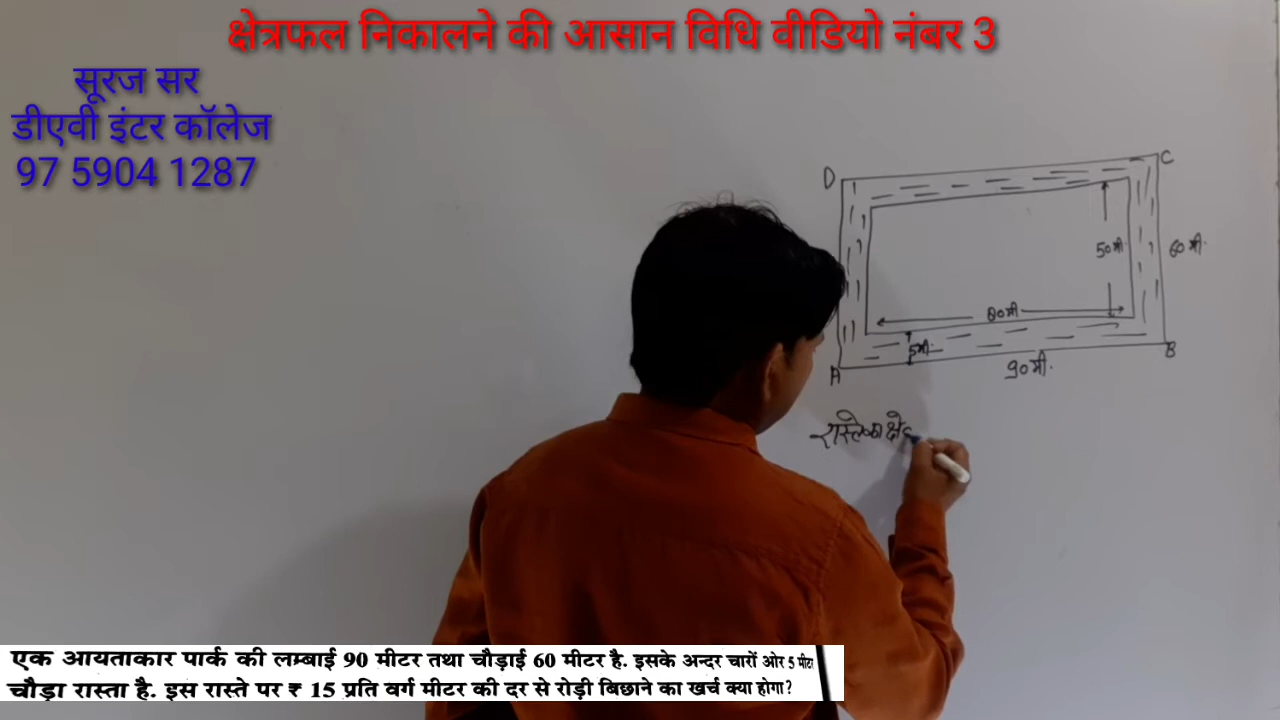 क्षेत्रफल निकालने की आसान विधि वीडियो नंबर 3
सूरज सर
डीएवी इंटर कॉलेज
97 5904 1287
D
C
50मी.
60मी.
80मी
5मी.
A
B
90मी.
रास्ते का क्षे
एक आयताकार पार्क की लम्बाई 90 मीटर तथा चौड़ाई 60 मीटर है. इसके अन्दर चारों ओर 5 मीटर
चौड़ा रास्ता है. इस रास्ते पर ₹ 15 प्रति वर्ग मीटर की दर से रोड़ी बिछाने का खर्च क्या होगा?